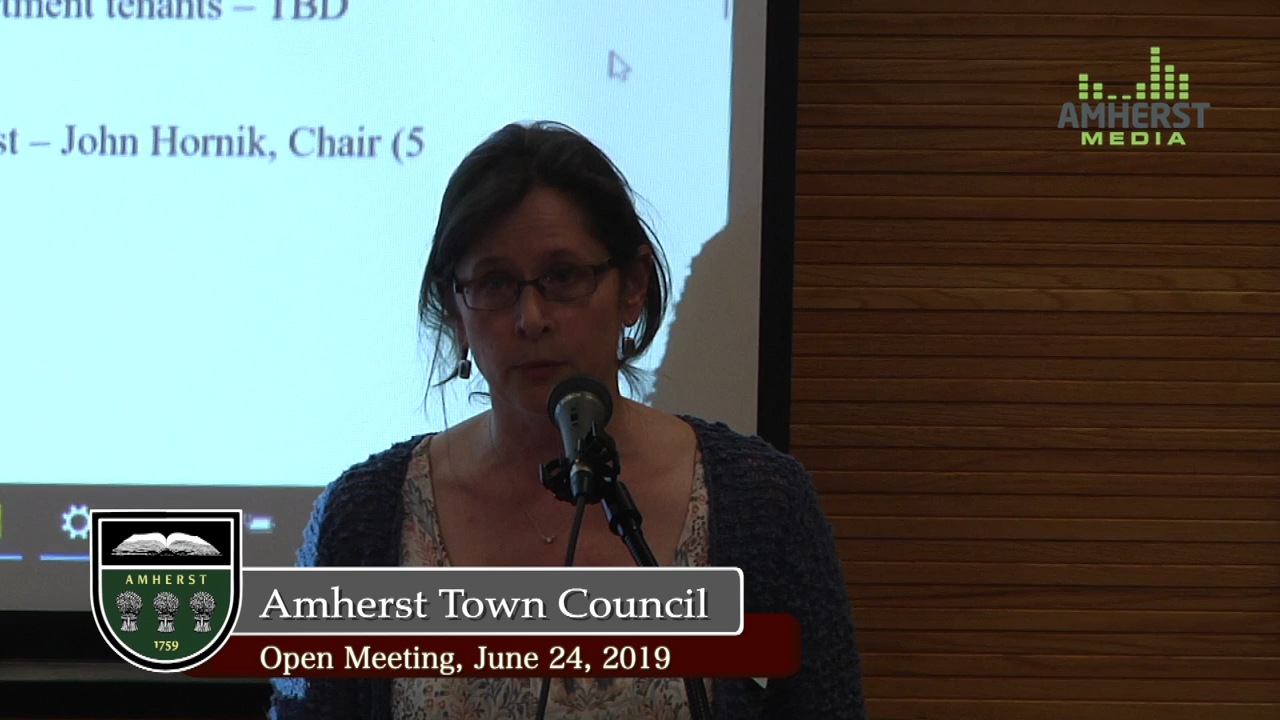 tment tenants – TBD
st – John Hornik, Chair (5
AMHERST
MEDIA
AMHERST
1759
Amherst Town Council
Open Meeting, June 24, 2019